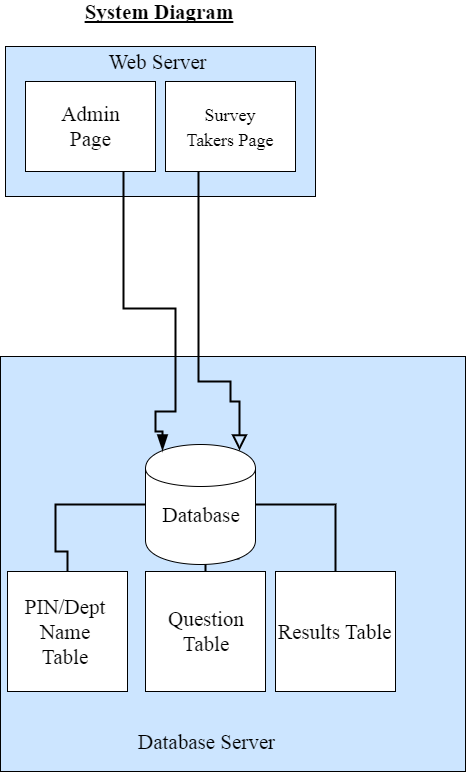 System Diagram
Web Server
Admin
Page
Survey
Takers Page
Database
PIN/Dept
Name
Table
Question
Table
Results Table
Database Server